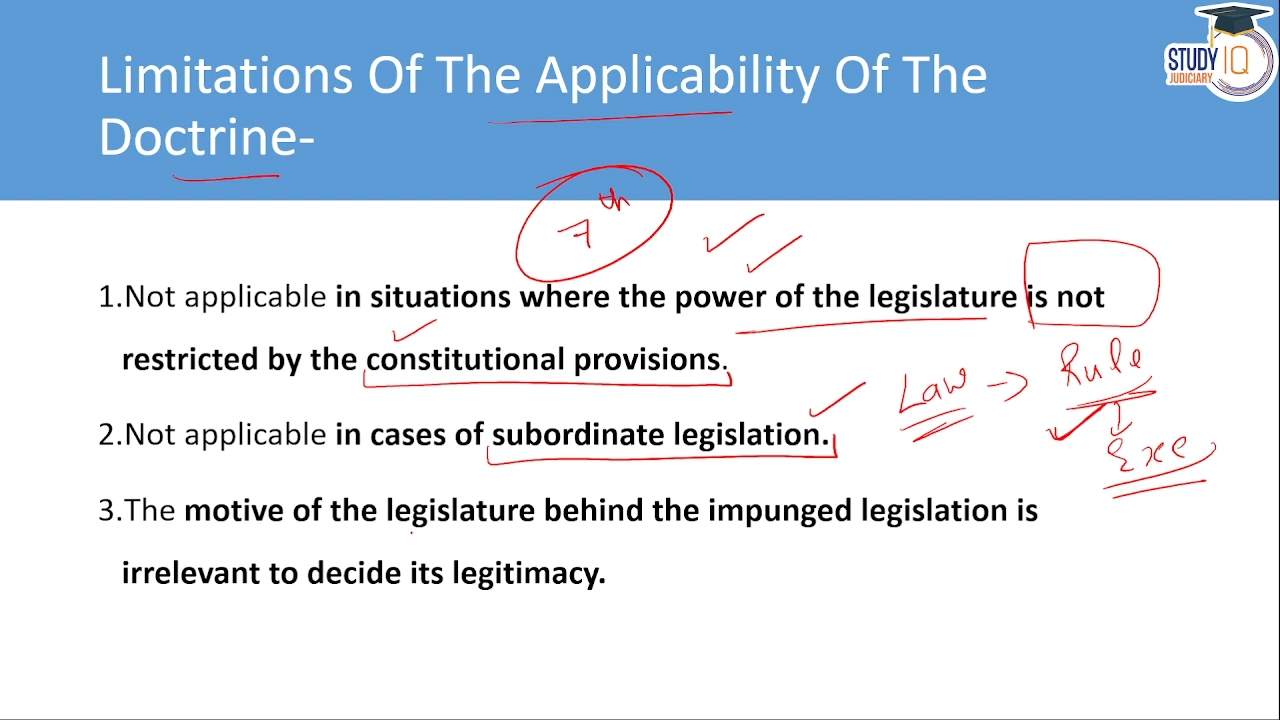 STUDY IQ
JUDICIARY
Limitations Of The Applicability Of The
Doctrine-
7th
1.Not applicable in situations where the power of the legislature is not
restricted by the constitutional provisions.
Law → Rule
2.Not applicable in cases of subordinate legislation.
Exe
3.The motive of the legislature behind the impunged legislation is
irrelevant to decide its legitimacy.